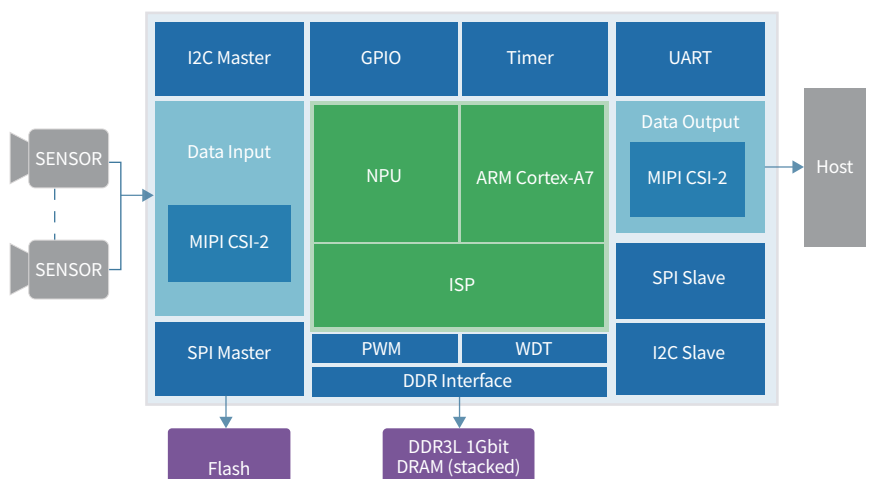 I2C Master
GPIO
Timer
UART
SENSOR
Data Input
MIPI CSI-2
NPU
ARM Cortex-A7
Data Output
MIPI CSI-2
Host
SENSOR
ISP
SPI Slave
SPI Master
PWM
WDT
I2C Slave
DDR Interface
Flash
DDR3L 1Gbit
DRAM (stacked)